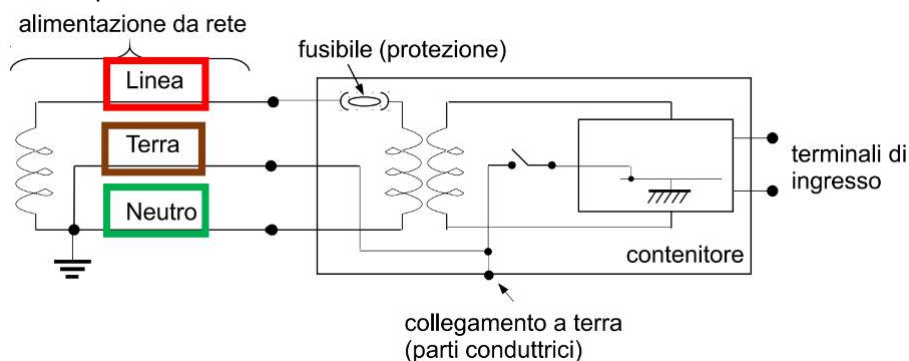 alimentazione da rete
fusibile (protezione)
Linea
Terra
Neutro
terminali di
ingresso
contenitore
collegamento a terra
(parti conduttrici)